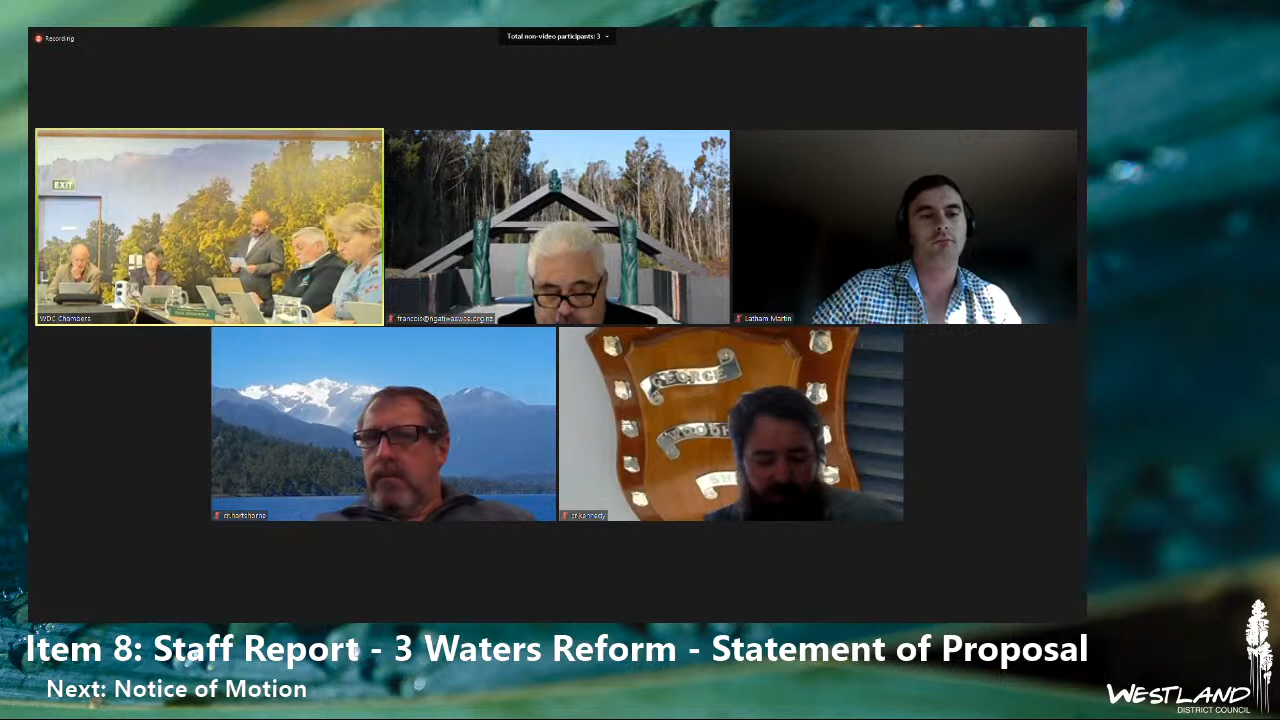 Recording
Total non-video participants: 3
EXIT
WDC Chambers
francois@ngatiwaewae.org.nz
Latham Martin
GEORGE
cr.hartshorne
cr.kennedy
Item 8: Staff Report - 3 Waters Reform - Statement of Proposal
Next: Notice of Motion
WESTLAND
DISTRICT COUNCIL